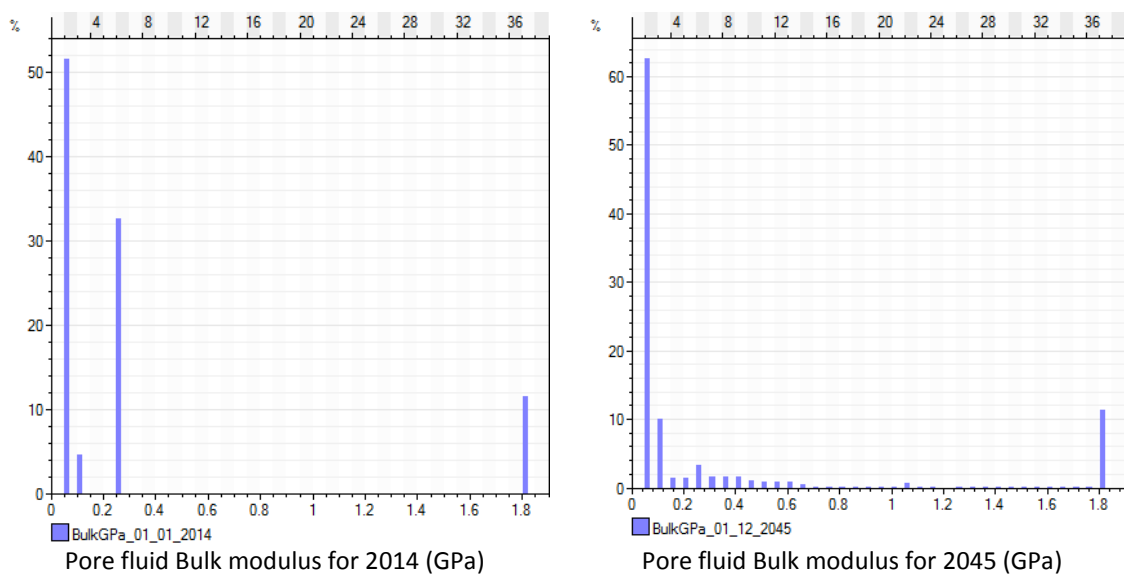 % 4 8 12 16 20 24 28 32 36
50
40
30
20
10
0
0 0.2 0.4 0.6 0.8 1 1.2 1.4 1.6 1.8
BulkGPa_01_01_2014
Pore fluid Bulk modulus for 2014 (GPa)
% 4 8 12 16 20 24 28 32 36
60
50
40
30
20
10
0
0 0.2 0.4 0.6 0.8 1 1.2 1.4 1.6 1.8
BulkGPa_01_12_2045
Pore fluid Bulk modulus for 2045 (GPa)